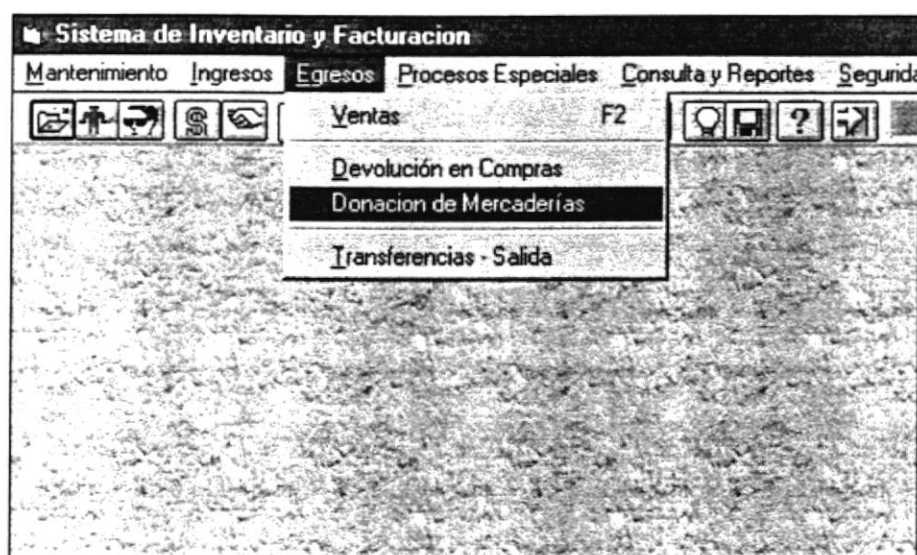 Sistema de Inventario y Facturacion
Mantenimiento Ingresos Egresos Procesos Especiales Consulta y Reportes Segurida
Ventas F2
Devolución en Compras
Donacion de Mercaderías
Transferencias - Salida